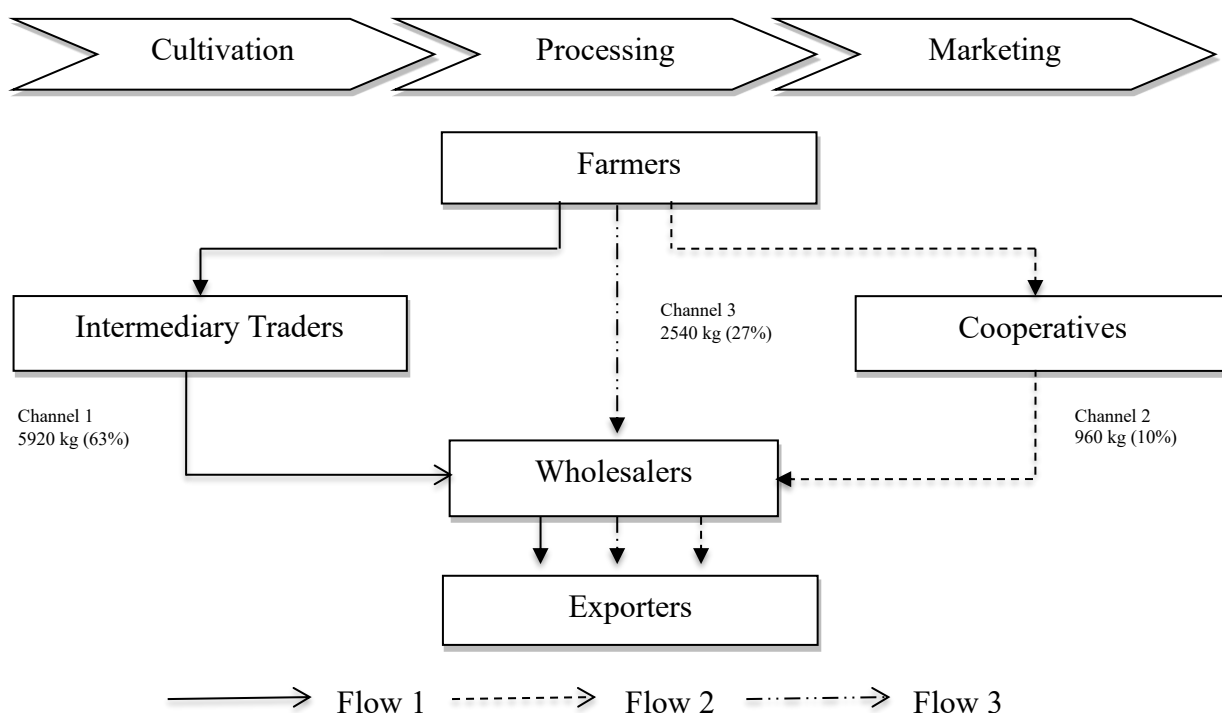 Cultivation
Processing
Marketing
Farmers
Intermediary Traders
Channel 3
2540 kg (27%)
Cooperatives
Channel 1
5920 kg (63%)
Channel 2
960 kg (10%)
Wholesalers
Exporters
Flow 1
Flow 2
Flow 3